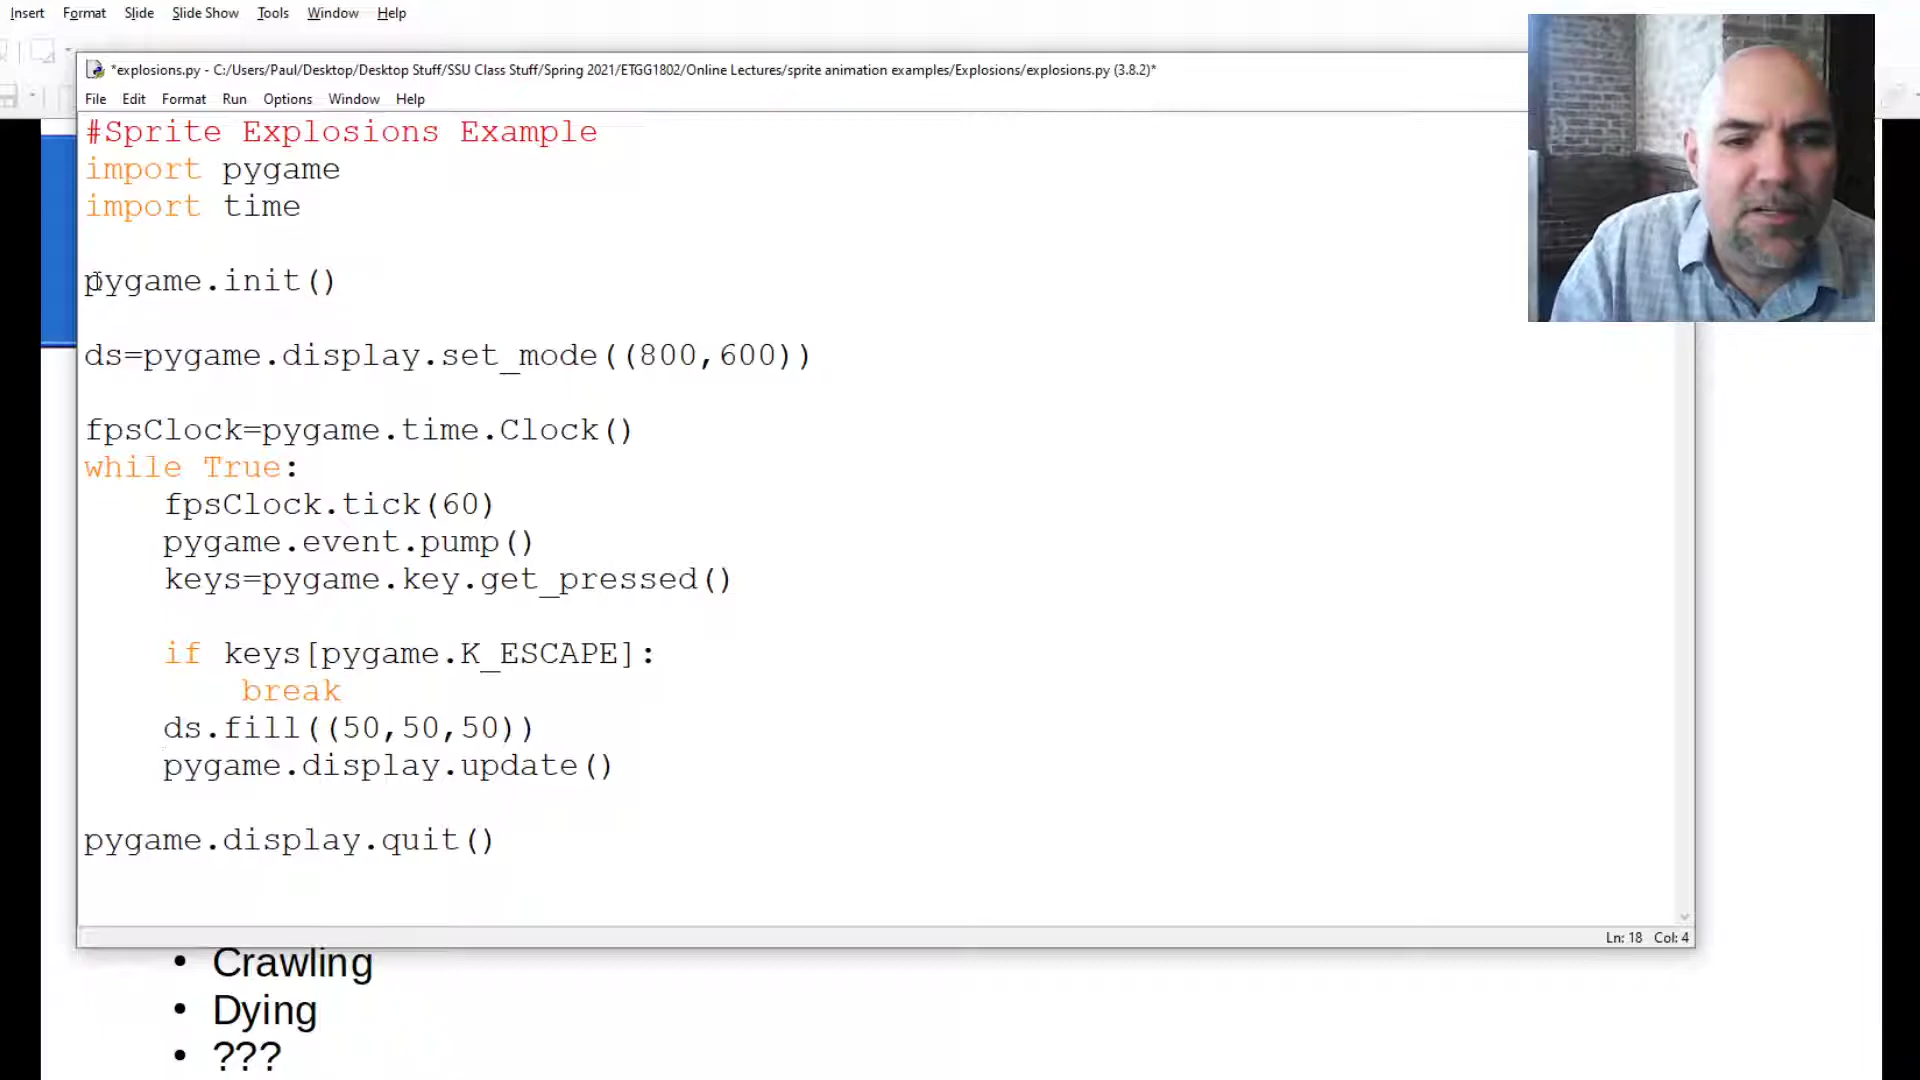 Insert Format Slide Slide Show Tools Window Help
*explosions.py - C:/Users/Paul/Desktop/Desktop Stuff/SSU Class Stuff/Spring 2021/ETGG1802/Online Lectures/sprite animation examples/Explosions/explosions.py (3.8.2)*
File Edit Format Run Options Window Help
#Sprite Explosions Example
import pygame
import time
pygame.init()
ds=pygame.display.set_mode((800,600))
fpsClock=pygame.time.Clock()
while True:
    fpsClock.tick(60)
    pygame.event.pump()
    keys=pygame.key.get_pressed()
    if keys[pygame.K_ESCAPE]:
        break
    ds.fill((50,50,50))
    pygame.display.update()
pygame.display.quit()
Ln: 18 Col: 4
• Crawling
• Dying
• ???